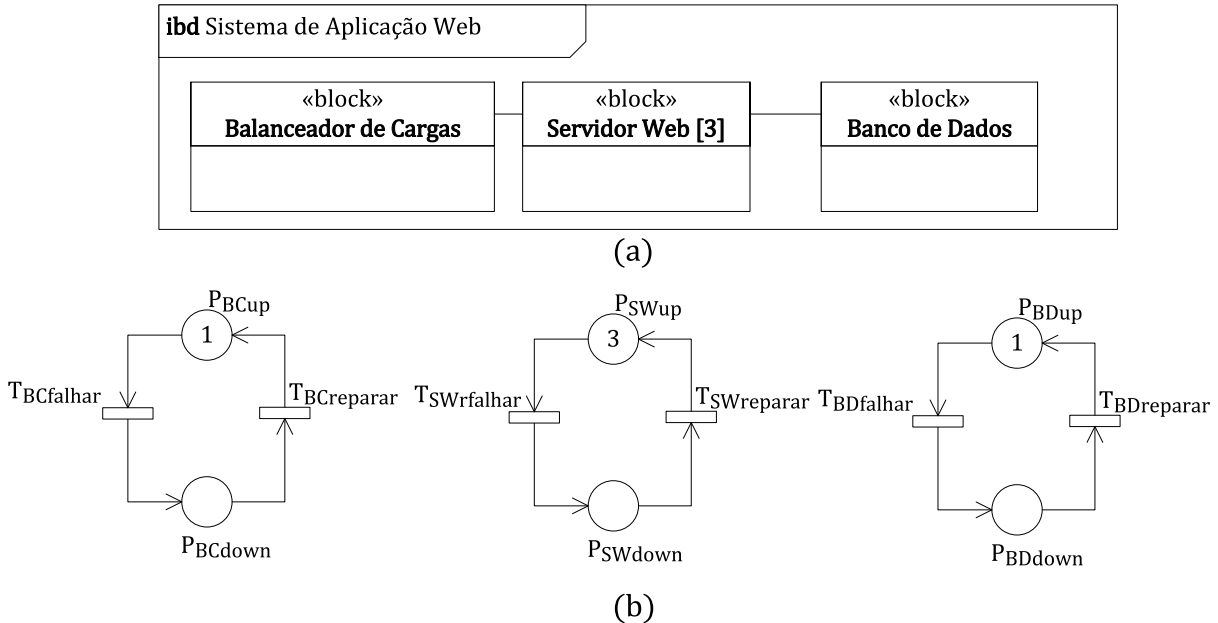 ibd Sistema de Aplicação Web
«block»
Balanceador de Cargas
«block»
Servidor Web [3]
«block»
Banco de Dados
(a)
PBCup
1
TBCfalhar
TBCreparar
PBCdown
PSWup
3
TSWrfalhar
TSWreparar
PSWdown
PBDup
1
TBDfalhar
TBDreparar
PBDdown
(b)